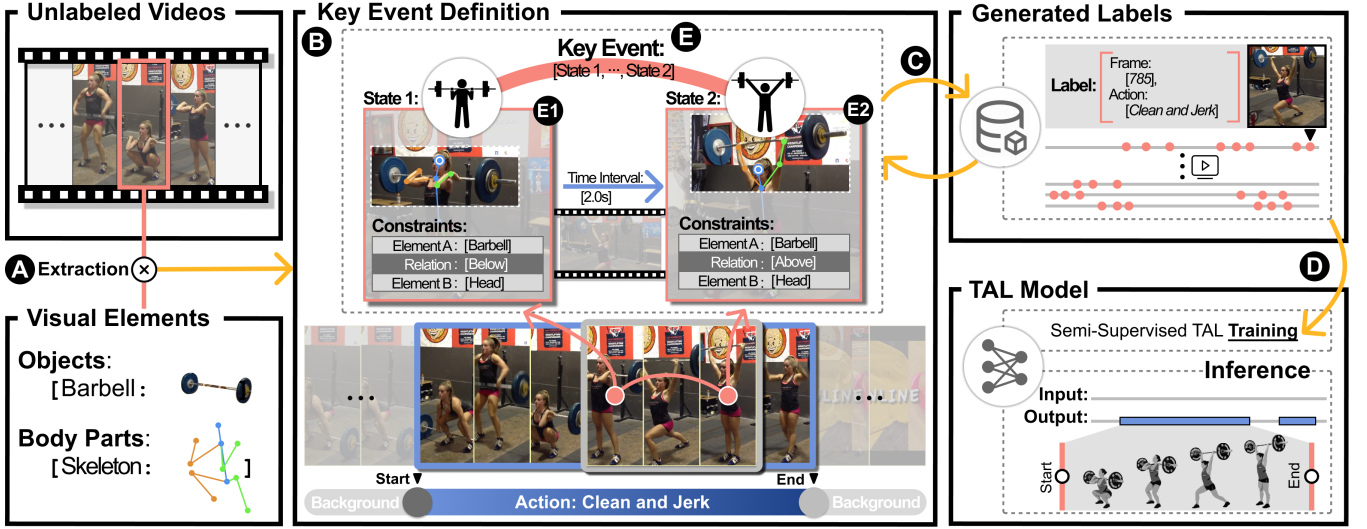 Unlabeled Videos
...
...
A Extraction ×
Visual Elements
Objects:
[Barbell:
Body Parts:
[Skeleton: ]
Key Event Definition
B
Key Event: E
[State 1, ···, State 2]
State 1:
E1
State 2:
E2
Time Interval:
[2.0s]
Constraints:
Element A : [Barbell]
Relation : [Below]
Element B : [Head]
Constraints:
Element A : [Barbell]
Relation : [Above]
Element B : [Head]
...
LINE LINE
...
Start
End
Background
Action: Clean and Jerk
Background
C
Generated Labels
Label:
Frame:
[785],
Action:
[Clean and Jerk]
D
TAL Model
Semi-Supervised TAL Training
Inference
Input:
Output:
Start
End